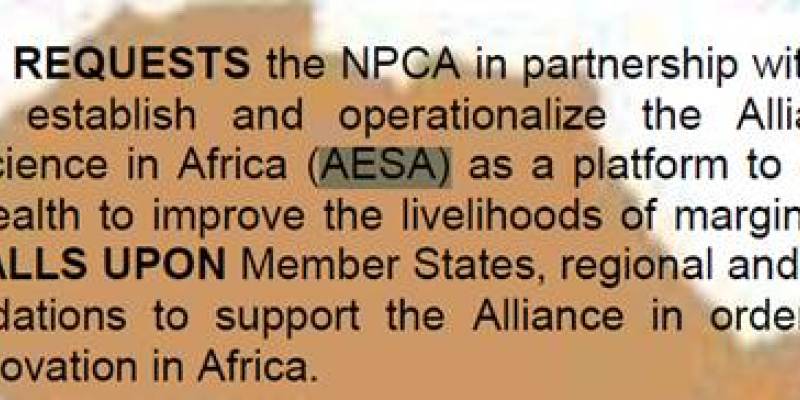 REQUESTS the NPCA in partnership wit
establish and operationalize the Allia
cience in Africa (AESA) as a platform to
ealth to improve the livelihoods of margin
ALLS UPON Member States, regional and
dations to support the Alliance in order
ovation in Africa.